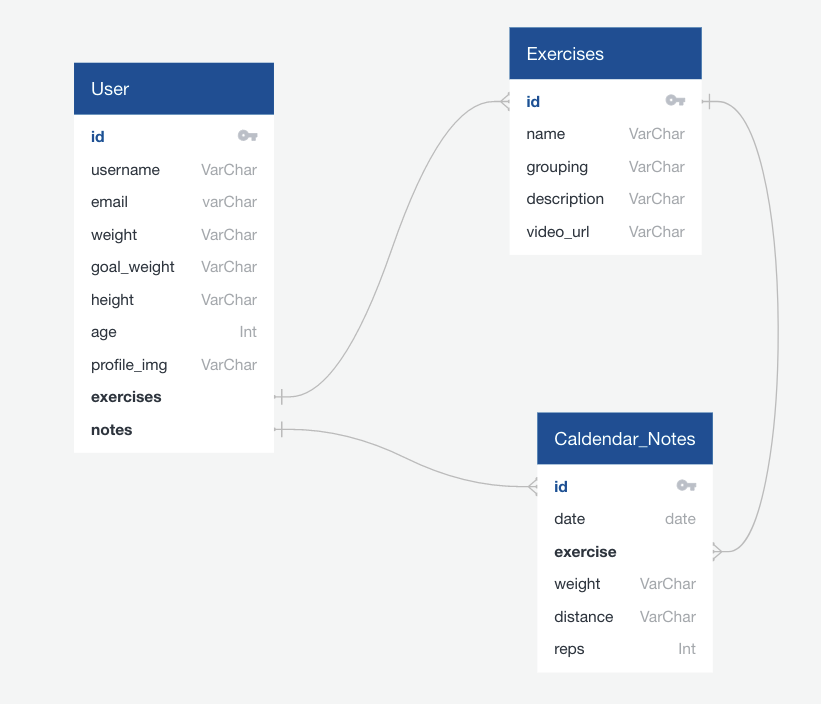 User
id
username VarChar
email varChar
weight VarChar
goal_weight VarChar
height VarChar
age Int
profile_img VarChar
exercises
notes
Exercises
id
name VarChar
grouping VarChar
description VarChar
video_url VarChar
Caldendar_Notes
id
date date
exercise
weight VarChar
distance VarChar
reps Int